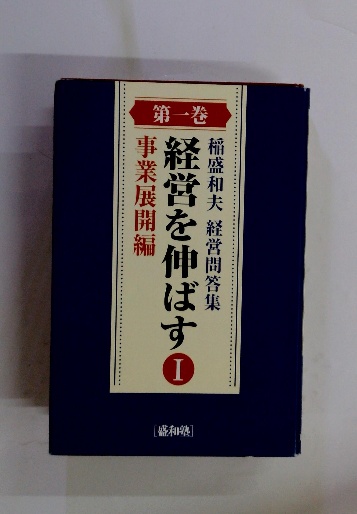 第一巻
稲盛和夫 経営問答集
経営を伸ばす
I
事業展開編
[盛和塾]